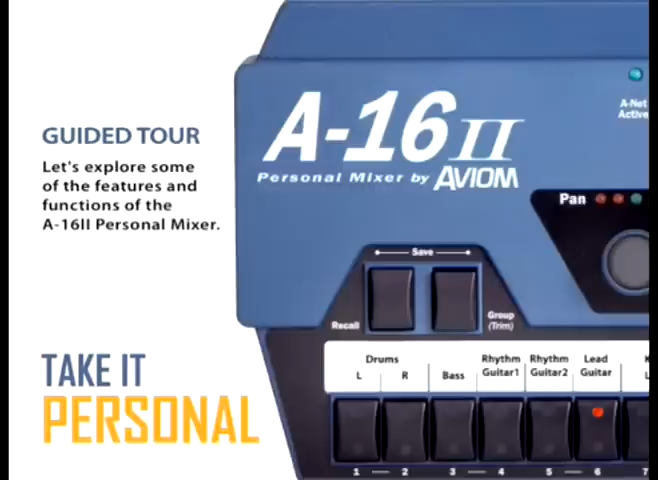 GUIDED TOUR
Let's explore some
of the features and
functions of the
A-16II Personal Mixer.
TAKE IT
PERSONAL
A-16 II
Personal Mixer by AVIOM
A-Net
Active
Pan
Save
Recall
Group
(Trim)
Drums
L R Bass Rhythm Guitar1 Rhythm Guitar2 Lead Guitar
1 2 3 4 5 6 7